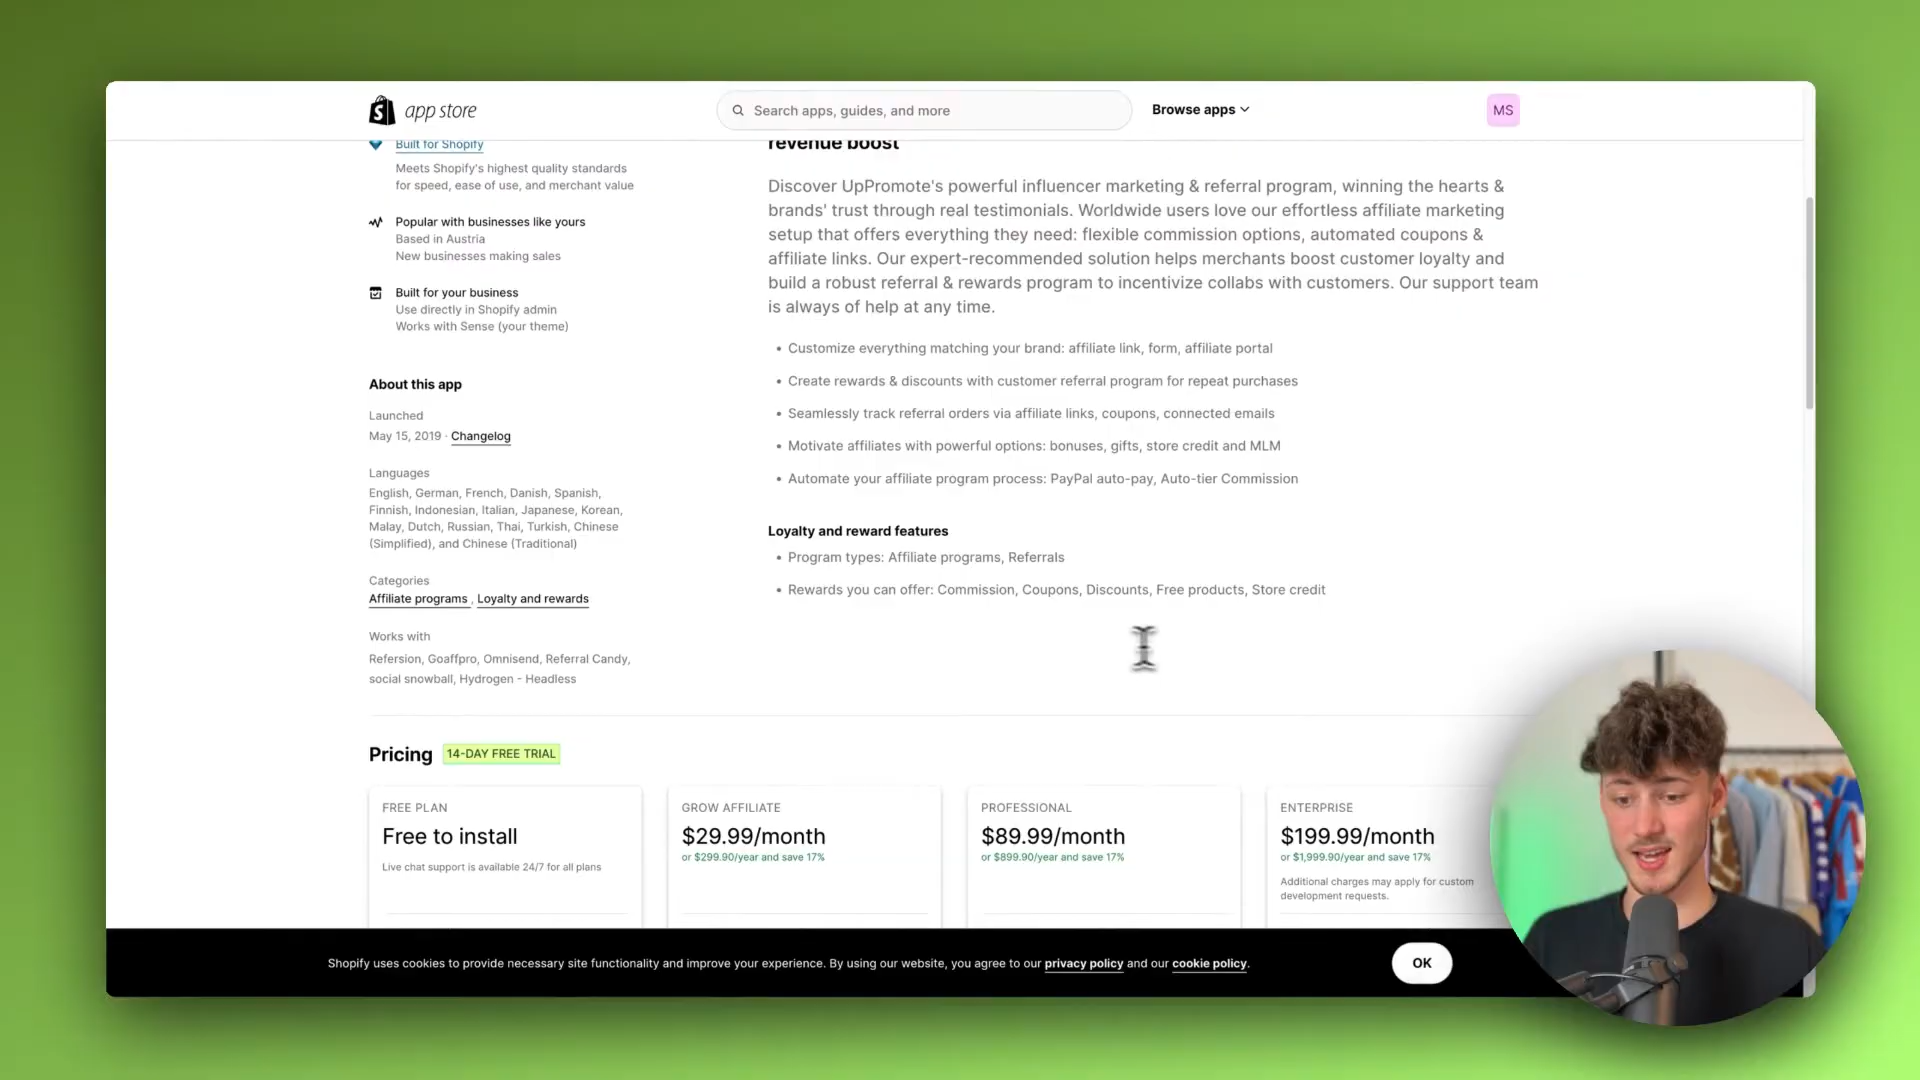 app store
Search apps, guides, and more
Browse apps
MS
Built for Shopify
Meets Shopify's highest quality standards
for speed, ease of use, and merchant value
Popular with businesses like yours
Based in Austria
New businesses making sales
Built for your business
Use directly in Shopify admin
Works with Sense (your theme)
About this app
Launched
May 15, 2019 · Changelog
Languages
English, German, French, Danish, Spanish,
Finnish, Indonesian, Italian, Japanese, Korean,
Malay, Dutch, Russian, Thai, Turkish, Chinese
(Simplified), and Chinese (Traditional)
Categories
Affiliate programs , Loyalty and rewards
Works with
Refersion, Goaffpro, Omnisend, Referral Candy,
social snowball, Hydrogen - Headless
revenue boost
Discover UpPromote's powerful influencer marketing & referral program, winning the hearts &
brands' trust through real testimonials. Worldwide users love our effortless affiliate marketing
setup that offers everything they need: flexible commission options, automated coupons &
affiliate links. Our expert-recommended solution helps merchants boost customer loyalty and
build a robust referral & rewards program to incentivize collabs with customers. Our support team
is always of help at any time.
• Customize everything matching your brand: affiliate link, form, affiliate portal
• Create rewards & discounts with customer referral program for repeat purchases
• Seamlessly track referral orders via affiliate links, coupons, connected emails
• Motivate affiliates with powerful options: bonuses, gifts, store credit and MLM
• Automate your affiliate program process: PayPal auto-pay, Auto-tier Commission
Loyalty and reward features
• Program types: Affiliate programs, Referrals
• Rewards you can offer: Commission, Coupons, Discounts, Free products, Store credit
Pricing 14-DAY FREE TRIAL
FREE PLAN
Free to install
Live chat support is available 24/7 for all plans
GROW AFFILIATE
$29.99/month
or $299.90/year and save 17%
PROFESSIONAL
$89.99/month
or $899.90/year and save 17%
ENTERPRISE
$199.99/month
or $1,999.90/year and save 17%
Additional charges may apply for custom
development requests.
Shopify uses cookies to provide necessary site functionality and improve your experience. By using our website, you agree to our privacy policy and our cookie policy.
OK